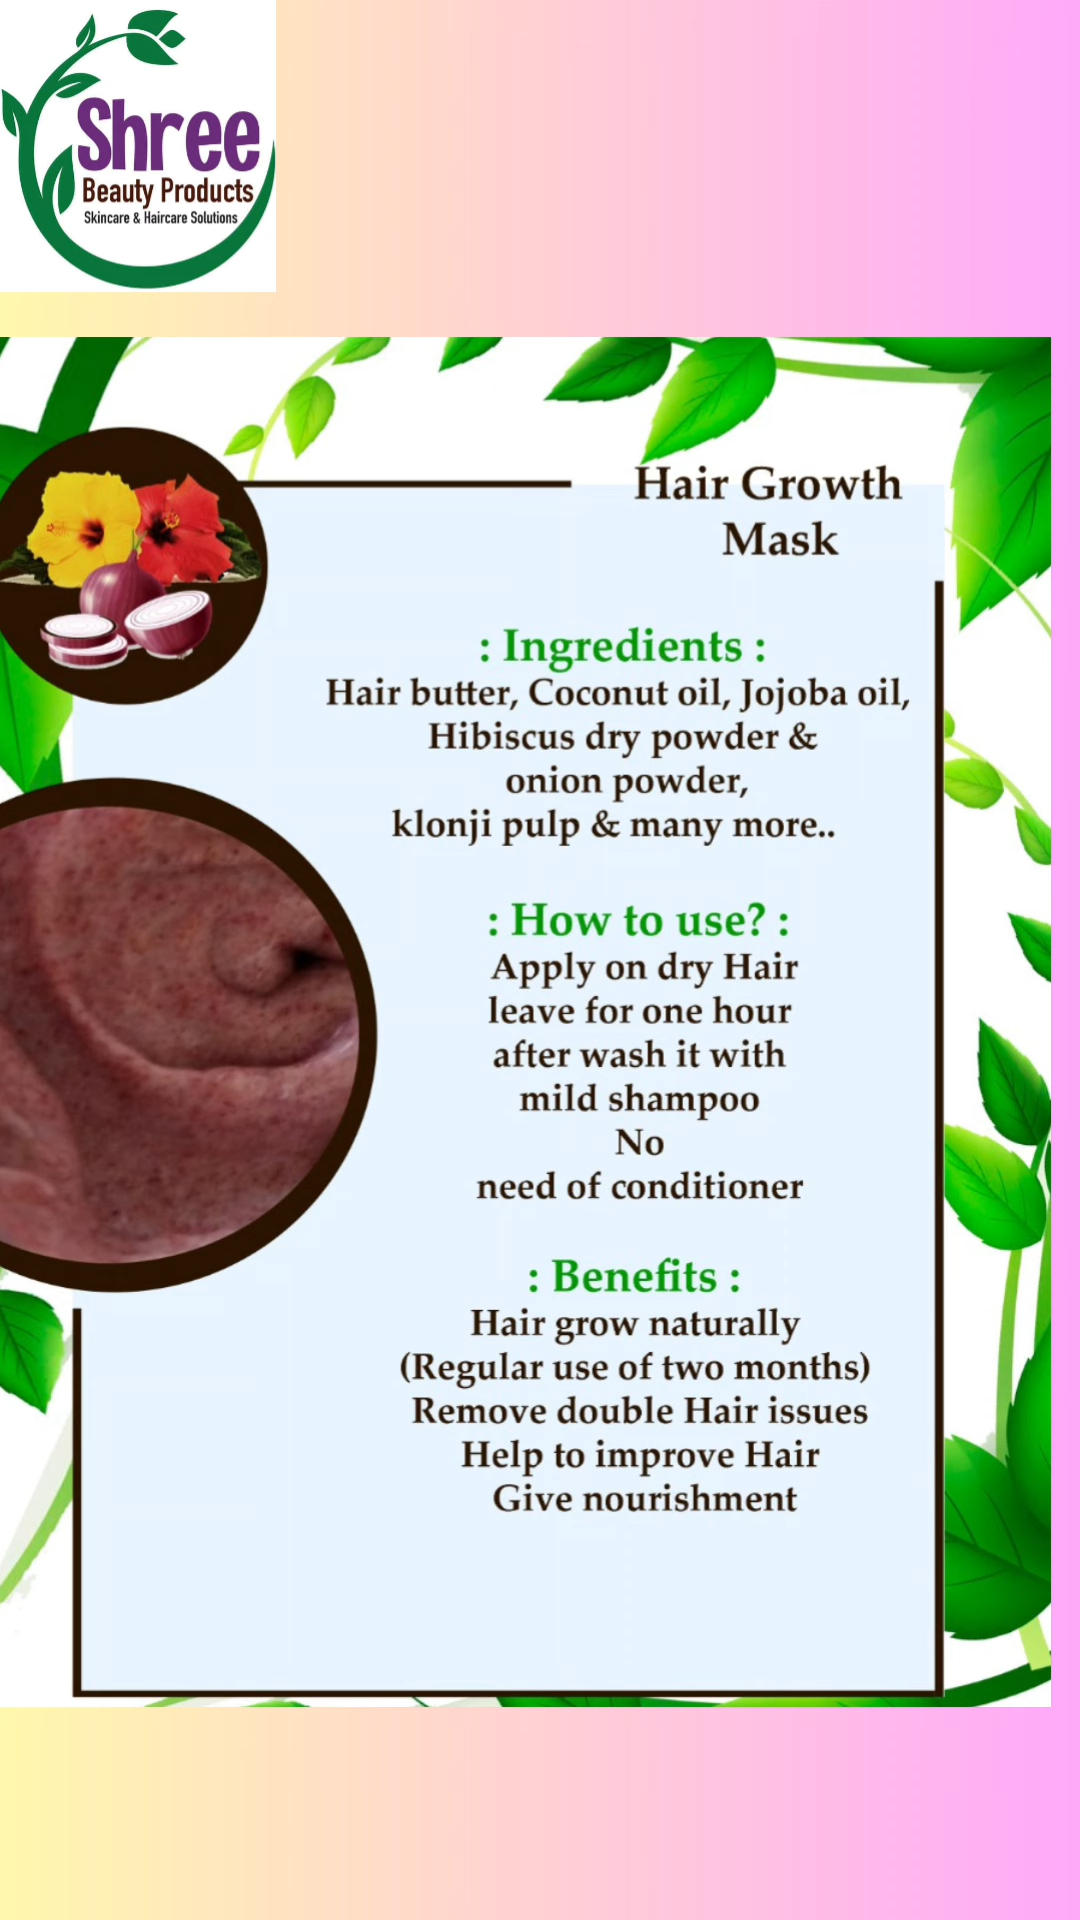 Shree
Beauty Products
Skincare & Haircare Solutions
Hair Growth
Mask
: Ingredients :
Hair butter, Coconut oil, Jojoba oil,
Hibiscus dry powder &
onion powder,
klonji pulp & many more..
: How to use? :
Apply on dry Hair
leave for one hour
after wash it with
mild shampoo
No
need of conditioner
: Benefits :
Hair grow naturally
(Regular use of two months)
Remove double Hair issues
Help to improve Hair
Give nourishment